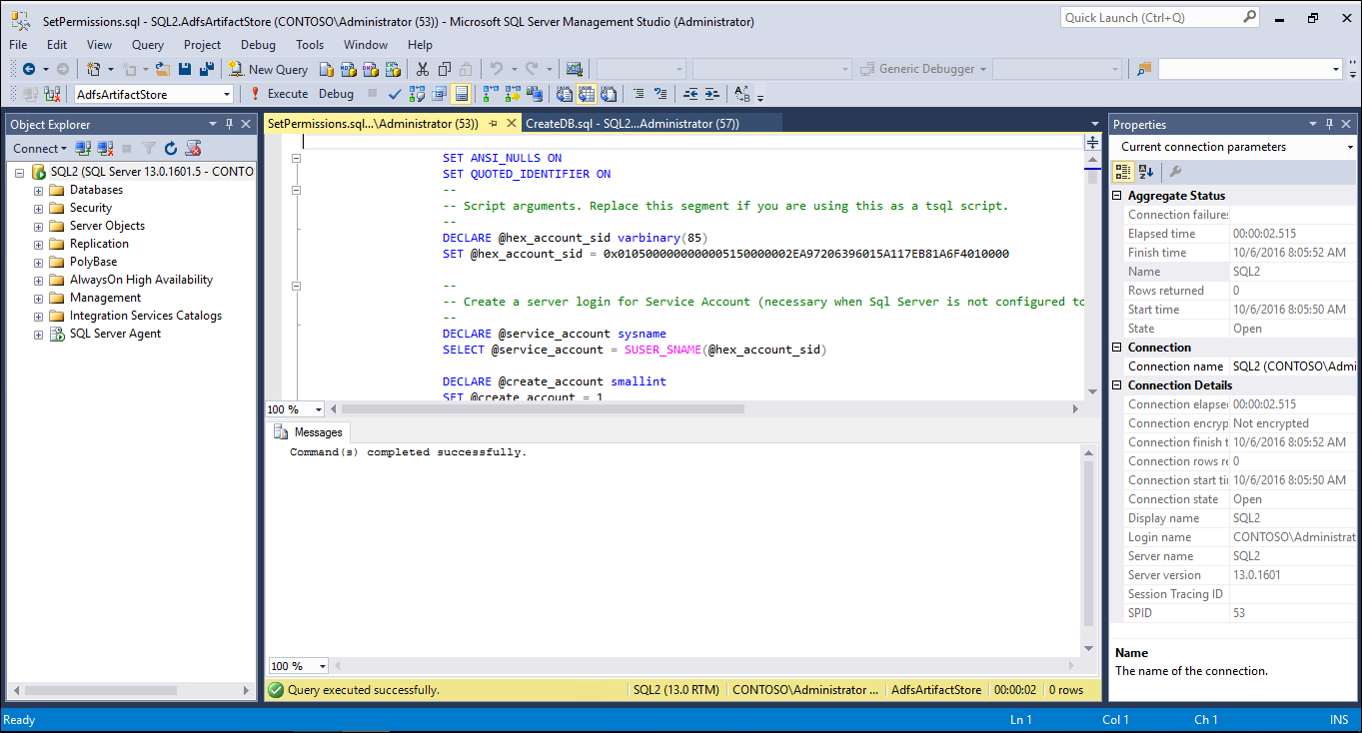 SetPermissions.sql - SQL2.AdfsArtifactStore (CONTOSO\Administrator (53)) - Microsoft SQL Server Management Studio (Administrator)
Quick Launch (Ctrl+Q)
File Edit View Query Project Debug Tools Window Help
New Query
Generic Debugger
AdfsArtifactStore
Execute Debug
Object Explorer
Connect
SQL2 (SQL Server 13.0.1601.5 - CONTO
Databases
Security
Server Objects
Replication
PolyBase
AlwaysOn High Availability
Management
Integration Services Catalogs
SQL Server Agent
SetPermissions.sql...\Administrator (53))
CreateDB.sql - SQL2...Administrator (57))
SET ANSI_NULLS ON
SET QUOTED_IDENTIFIER ON
--
-- Script arguments. Replace this segment if you are using this as a tsql script.
--
DECLARE @hex_account_sid varbinary(85)
SET @hex_account_sid = 0x0105000000000005150000002EA97206396015A117EB81A6F4010000
--
-- Create a server login for Service Account (necessary when Sql Server is not configured to
--
DECLARE @service_account sysname
SELECT @service_account = SUSER_SNAME(@hex_account_sid)
DECLARE @create_account smallint
SET @create_account = 1
100 %
Messages
Command(s) completed successfully.
100 %
Query executed successfully.
SQL2 (13.0 RTM)
CONTOSO\Administrator ...
AdfsArtifactStore
00:00:02
0 rows
Properties
Current connection parameters
Aggregate Status
Connection failures
Elapsed time 00:00:02.515
Finish time 10/6/2016 8:05:52 AM
Name SQL2
Rows returned 0
Start time 10/6/2016 8:05:50 AM
State Open
Connection
Connection name SQL2 (CONTOSO\Admi
Connection Details
Connection elapse 00:00:02.515
Connection encryp Not encrypted
Connection finish t 10/6/2016 8:05:52 AM
Connection rows re 0
Connection start tir 10/6/2016 8:05:50 AM
Connection state Open
Display name SQL2
Login name CONTOSO\Administrat
Server name SQL2
Server version 13.0.1601
Session Tracing ID
SPID 53
Name
The name of the connection.
Ready
Ln 1
Col 1
Ch 1
INS